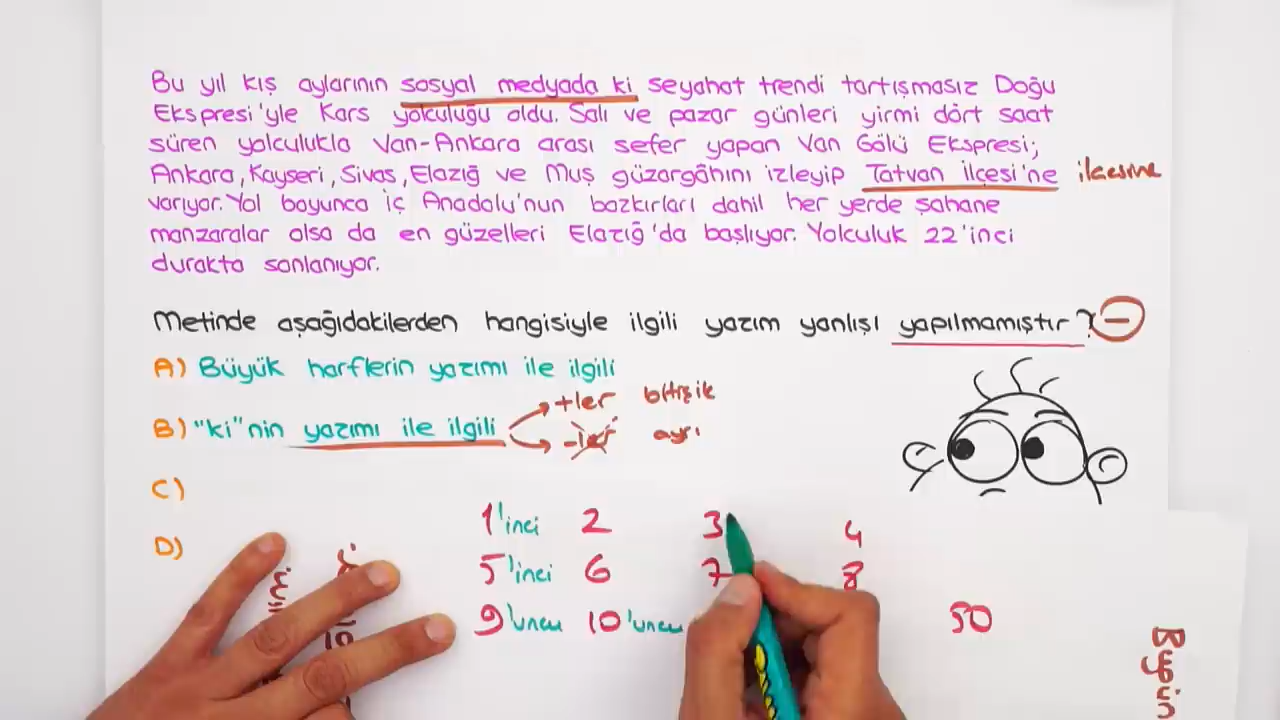 Bu yıl kış aylarının sosyal medyada ki seyahat trendi tartışmasız Doğu
Ekspresi'yle Kars yolculuğu oldu. Salı ve pazar günleri yirmi dört saat
süren yolculukla Van-Ankara arası sefer yapan Van Gölü Ekspresi;
Ankara, Kayseri, Sivas, Elazığ ve Muş güzargâhını izleyip Tatvan İlçesi'ne ilçesine
varıyor. Yol boyunca iç Anadolu'nun bozkırları dahil her yerde şahane
manzaralar olsa da en güzelleri Elazığ'da başlıyor. Yolculuk 22'inci
durakta sonlanıyor.
Metinde aşağıdakilerden hangisiyle ilgili yazım yanlışı yapılmamıştır? -
A) Büyük harflerin yazımı ile ilgili
+ler bitişik
B) "ki"nin yazımı ile ilgili
-ler ayrı
C)
1'inci 2 3 4
D)
5'inci 6 7 8
9'uncu 10'uncu 50